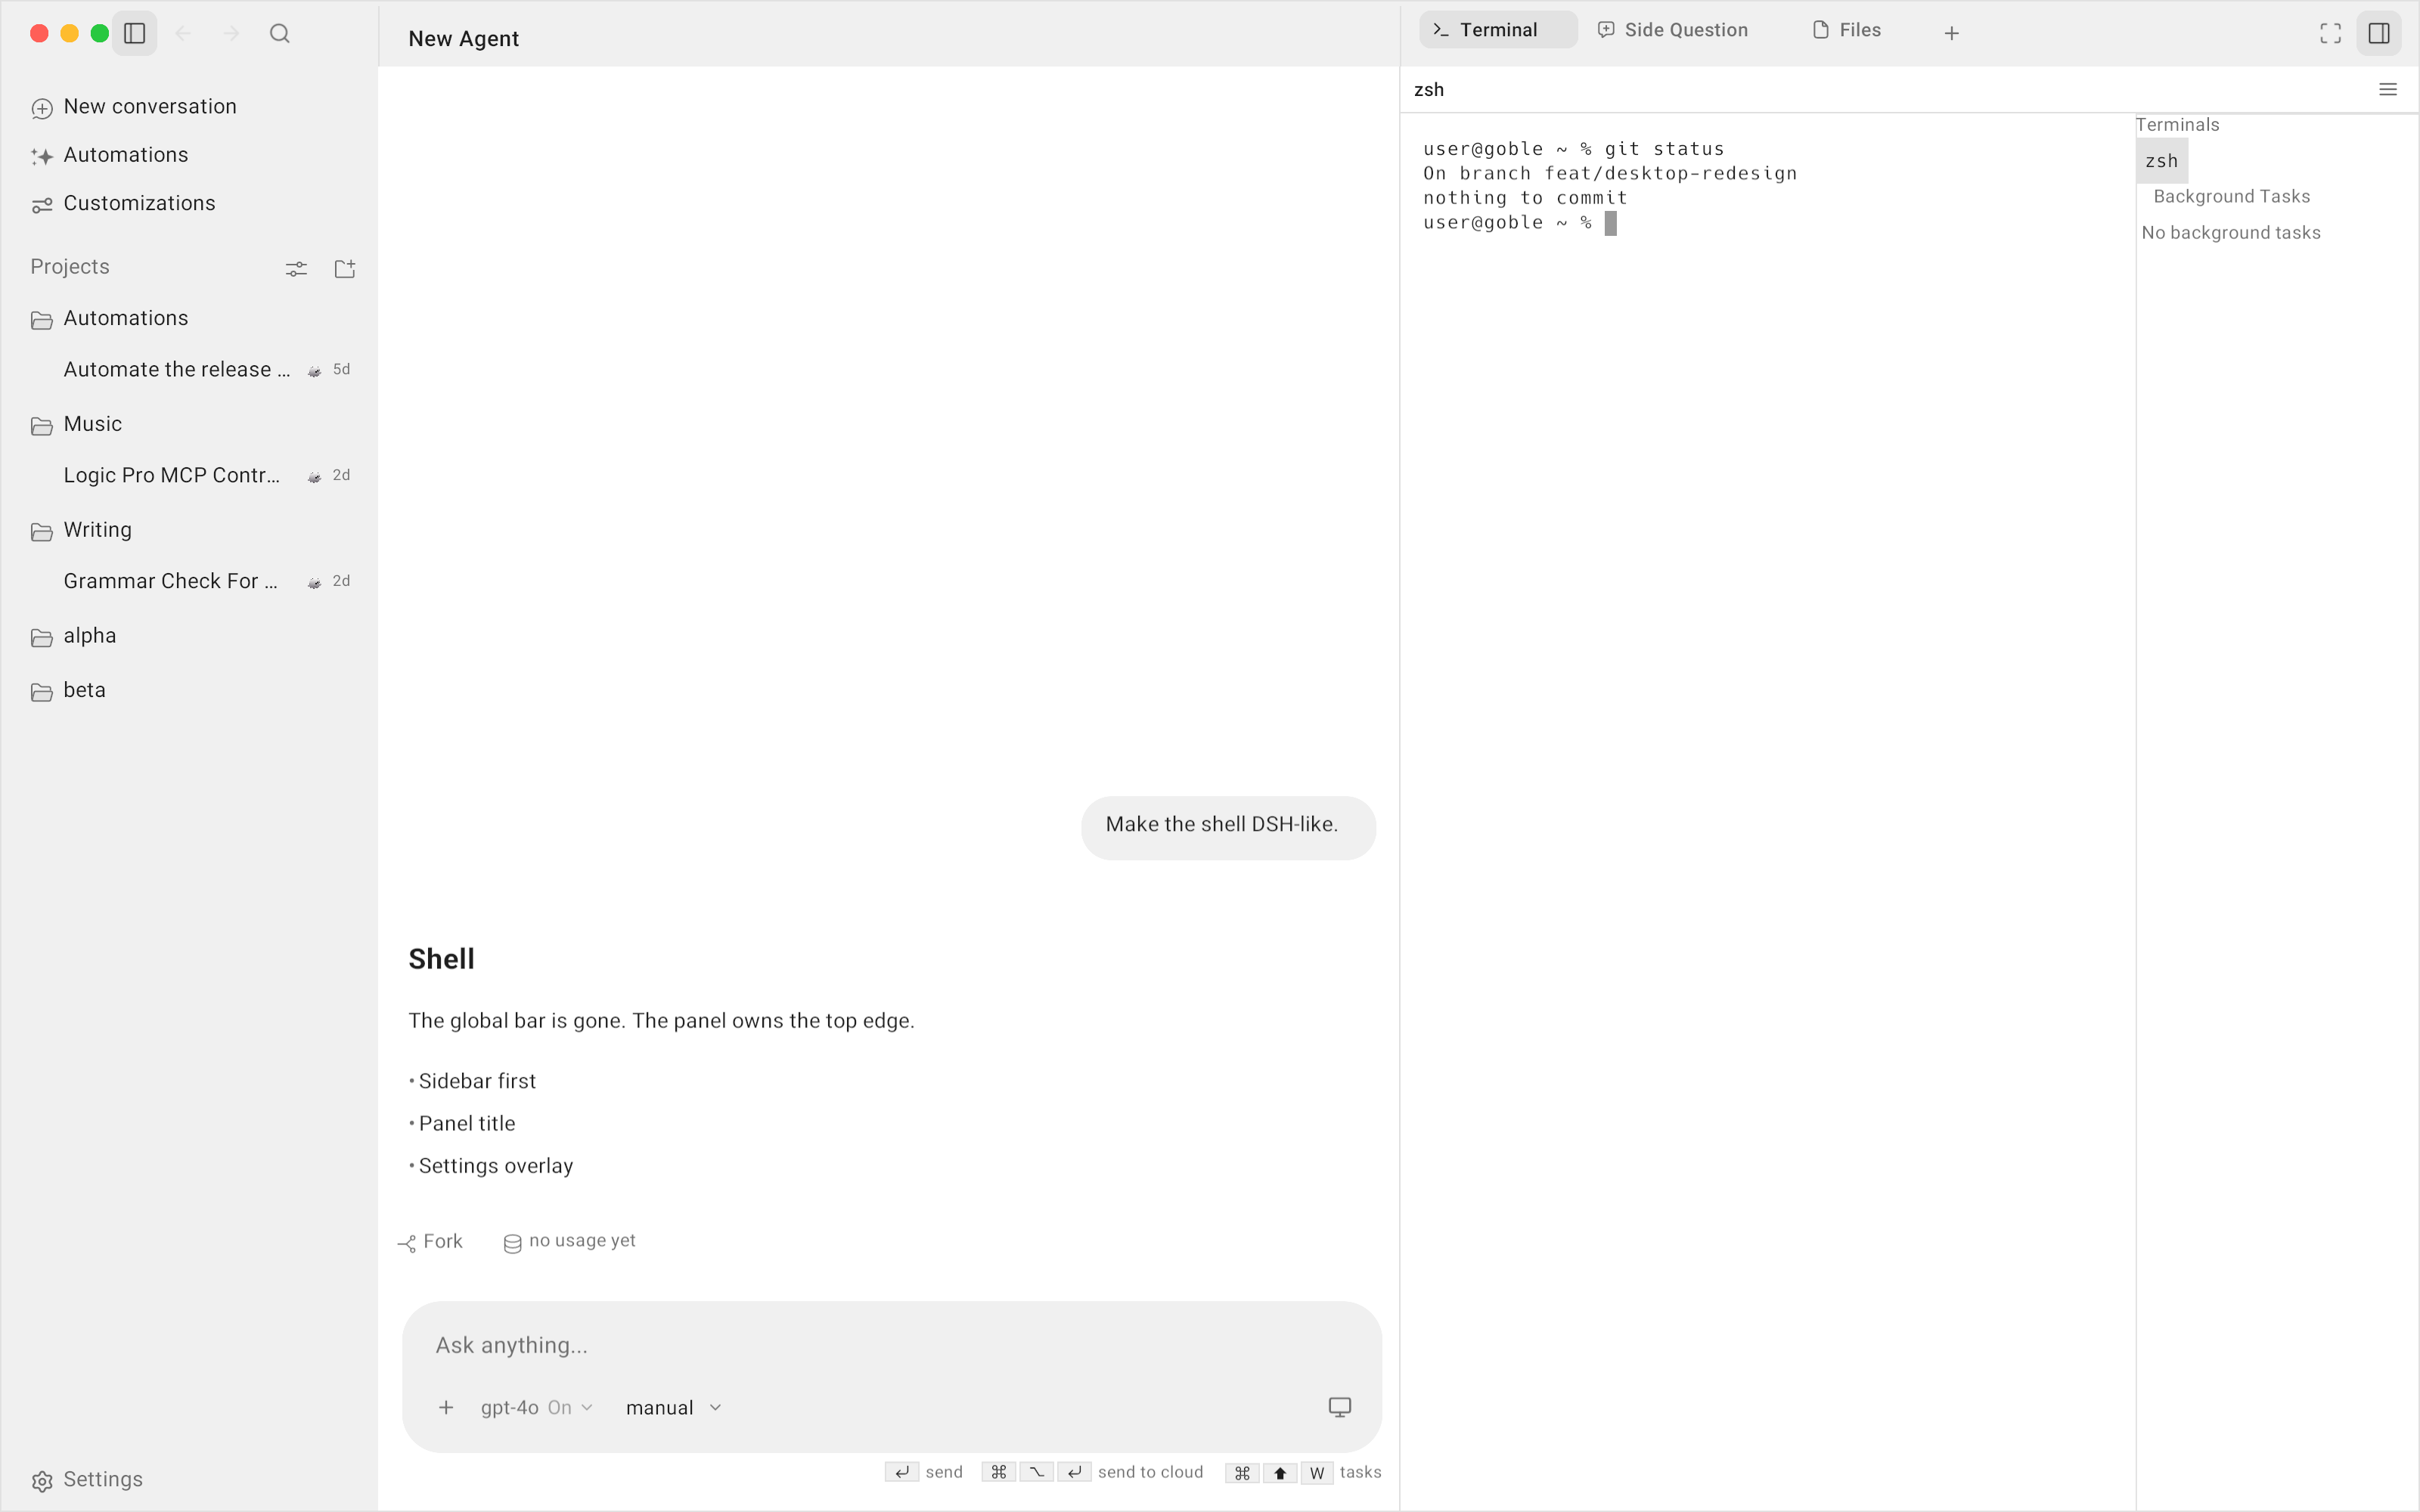 New Agent
Terminal
Side Question
Files
New conversation
Automations
Customizations
Projects
Automations
Automate the release ...
5d
Music
Logic Pro MCP Contr...
2d
Writing
Grammar Check For ...
2d
alpha
beta
Settings
Make the shell DSH-like.
Shell
The global bar is gone. The panel owns the top edge.
• Sidebar first
• Panel title
• Settings overlay
Fork
no usage yet
Ask anything...
gpt-4o On
manual
send
send to cloud
W tasks
zsh
user@goble ~ % git status
On branch feat/desktop-redesign
nothing to commit
user@goble ~ %
Terminals
zsh
Background Tasks
No background tasks